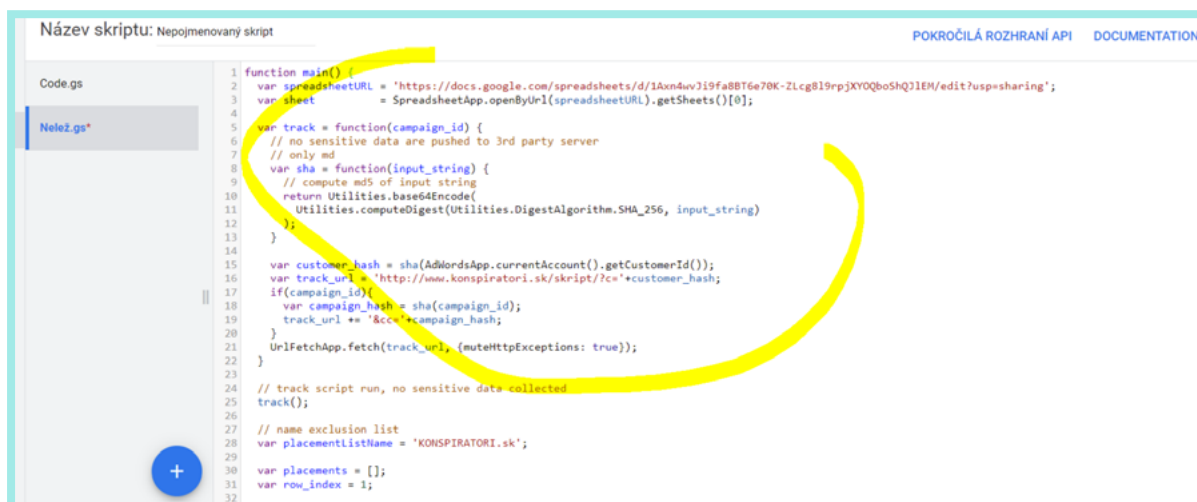 Název skriptu: Nepojmenovaný skript
POKROČILÁ ROZHRANÍ API DOCUMENTATION
Code.gs
Nelež.gs*
1 function main() {
2 var spreadsheetURL = 'https://docs.google.com/spreadsheets/d/1Axn4wvJi9fa8BT6e70K-ZLcg8l9rpjXYOQboShQJlEM/edit?usp=sharing';
3 var sheet = SpreadsheetApp.openByUrl(spreadsheetURL).getSheets()[0];
4
5 var track = function(campaign_id) {
6 // no sensitive data are pushed to 3rd party server
7 // only md
8 var sha = function(input_string) {
9 // compute md5 of input string
10 return Utilities.base64Encode(
11 Utilities.computeDigest(Utilities.DigestAlgorithm.SHA_256, input_string)
12 );
13 }
14
15 var customer_hash = sha(AdWordsApp.currentAccount().getCustomerId());
16 var track_url = 'http://www.konspiratori.sk/skript/?c='+customer_hash;
17 if(campaign_id){
18 var campaign_hash = sha(campaign_id);
19 track_url += '&cc='+campaign_hash;
20 }
21 UrlFetchApp.fetch(track_url, {muteHttpExceptions: true});
22 }
23
24 // track script run, no sensitive data collected
25 track();
26
27 // name exclusion list
28 var placementListName = 'KONSPIRATORI.sk';
29
30 var placements = [];
31 var row_index = 1;
32